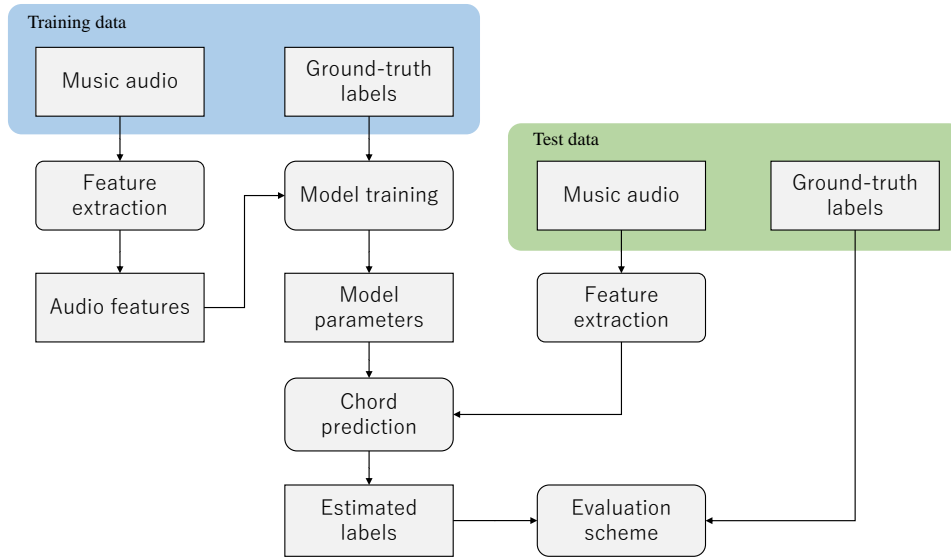 Training data
Music audio
Ground-truth
labels
Feature
extraction
Model training
Audio features
Model
parameters
Test data
Music audio
Ground-truth
labels
Feature
extraction
Chord
prediction
Estimated
labels
Evaluation
scheme